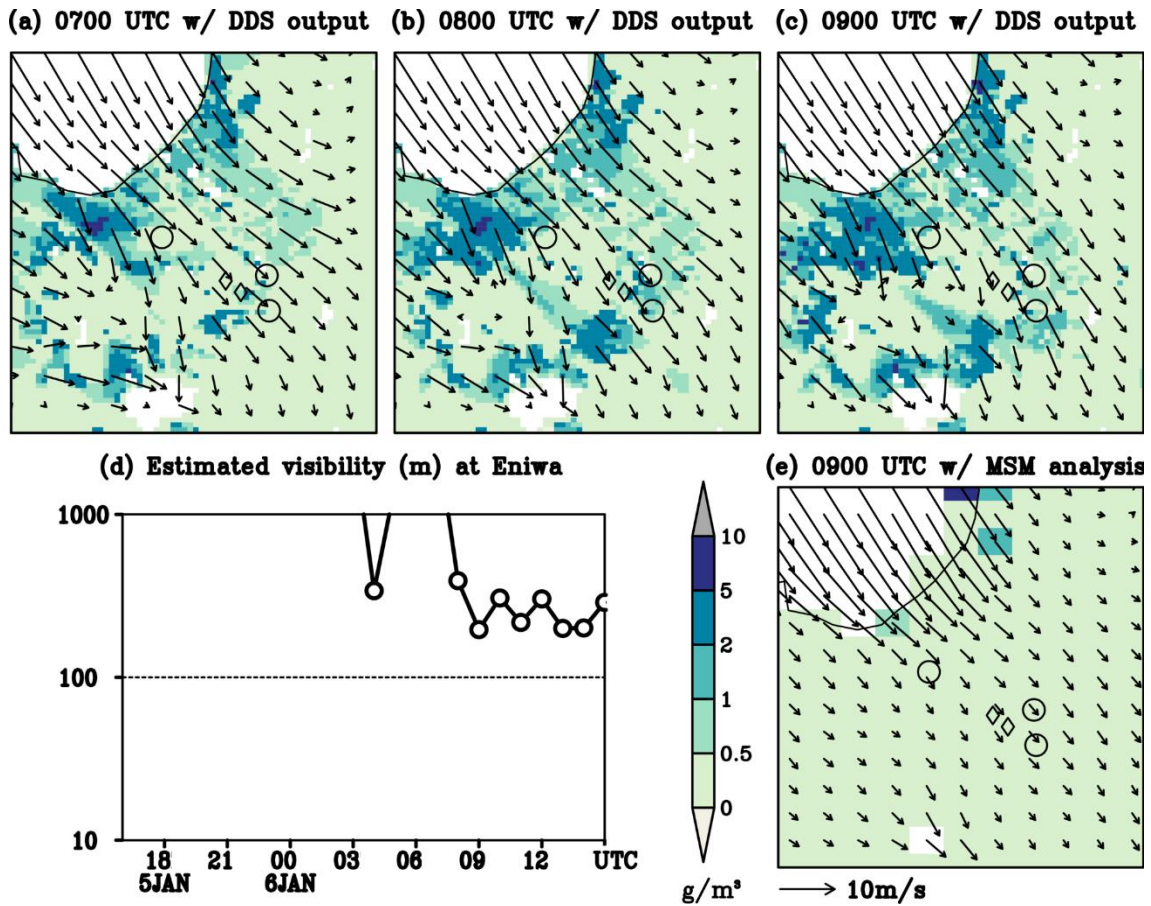 (a) 0700 UTC w/ DDS output
(b) 0800 UTC w/ DDS output
(c) 0900 UTC w/ DDS output
(d) Estimated visibility (m) at Eniwa
1000
100
10
18 21 00 03 06 09 12 UTC
5JAN 6JAN
10
5
2
1
0.5
0
g/m³
(e) 0900 UTC w/ MSM analysis
10m/s